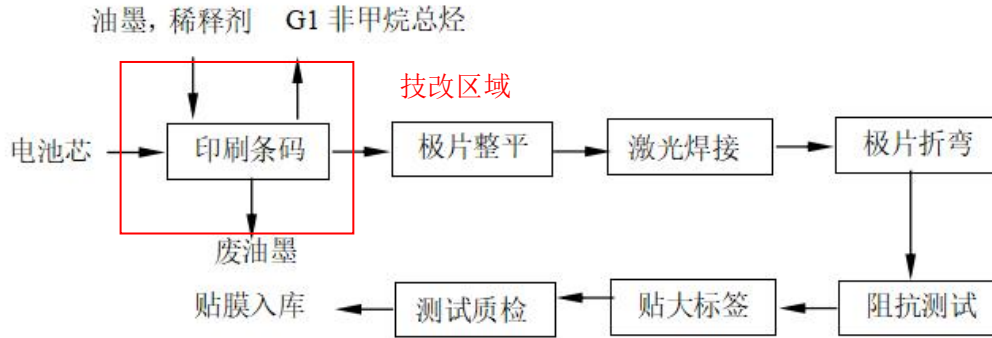 油墨，稀释剂 G1 非甲烷总烃
技改区域
电池芯 印刷条码 极片整平 激光焊接 极片折弯
废油墨
贴膜入库 测试质检 贴大标签 阻抗测试